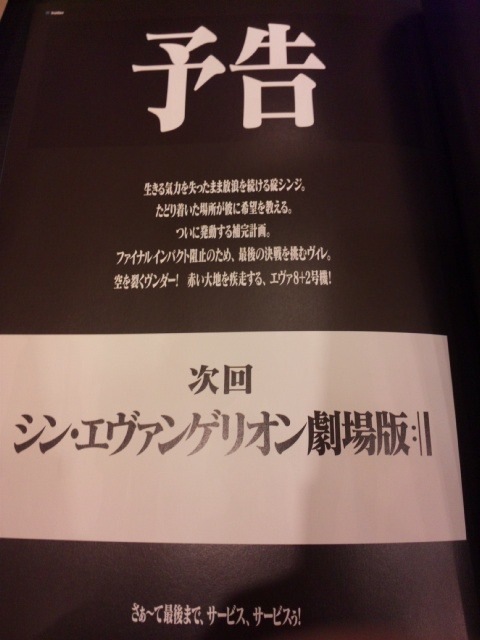 予告
生きる気力を失ったまま放浪を続ける碇シンジ。
たどり着いた場所が彼に希望を教える。
ついに発動する補完計画。
ファイナルインパクト阻止のため、最後の決戦を挑むヴィレ。
空を裂くヴンダー! 赤い大地を疾走する、エヴァ8+2号機!
次回
シン・エヴァンゲリオン劇場版:||
さぁ〜て最後まで、サービス、サービスぅ!